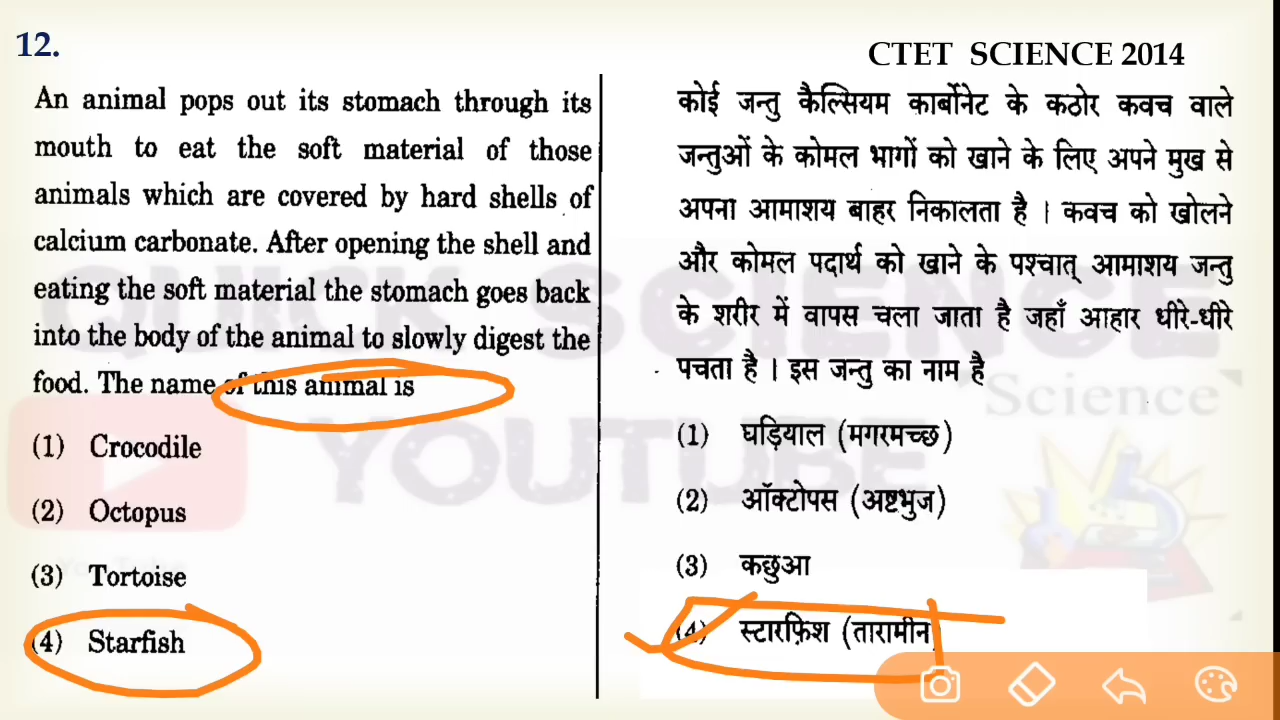 12.
CTET SCIENCE 2014
An animal pops out its stomach through its
mouth to eat the soft material of those
animals which are covered by hard shells of
calcium carbonate. After opening the shell and
eating the soft material the stomach goes back
into the body of the animal to slowly digest the
food. The name of this animal is
(1) Crocodile
(2) Octopus
(3) Tortoise
(4) Starfish
कोई जन्तु कैल्सियम कार्बोनेट के कठोर कवच वाले
जन्तुओं के कोमल भागों को खाने के लिए अपने मुख से
अपना आमाशय बाहर निकालता है । कवच को खोलने
और कोमल पदार्थ को खाने के पश्चात् आमाशय जन्तु
के शरीर में वापस चला जाता है जहाँ आहार धीरे-धीरे
पचता है । इस जन्तु का नाम है
(1) घड़ियाल (मगरमच्छ)
(2) ऑक्टोपस (अष्टभुज)
(3) कछुआ
(4) स्टारफ़िश (तारामीन)
QUICK SCIENCE
YOUTUBE
Science
YouTube